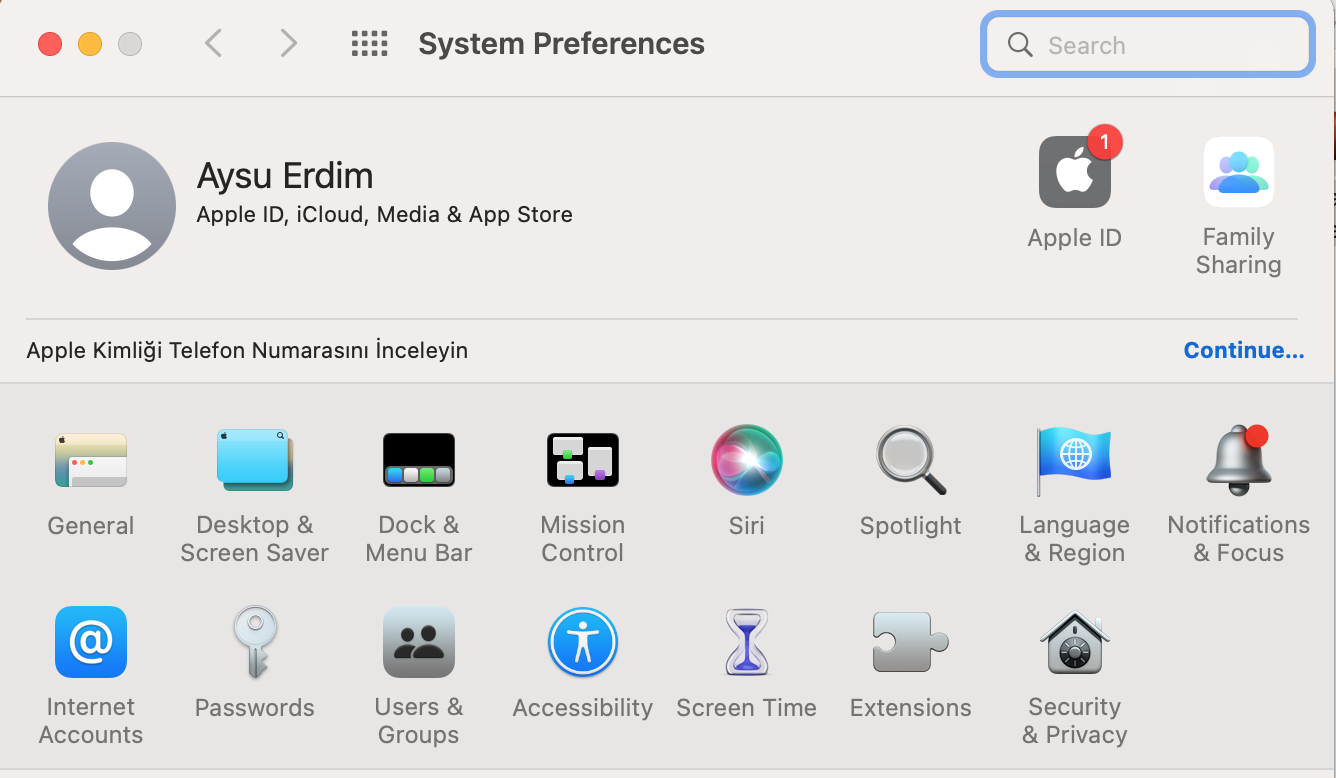 System Preferences
Search
Aysu Erdim
Apple ID, iCloud, Media & App Store
1
Apple ID
Family
Sharing
Apple Kimliği Telefon Numarasını İnceleyin
Continue...
General
Desktop &
Screen Saver
Dock &
Menu Bar
Mission
Control
Siri
Spotlight
Language
& Region
Notifications
& Focus
Internet
Accounts
Passwords
Users &
Groups
Accessibility
Screen Time
Extensions
Security
& Privacy